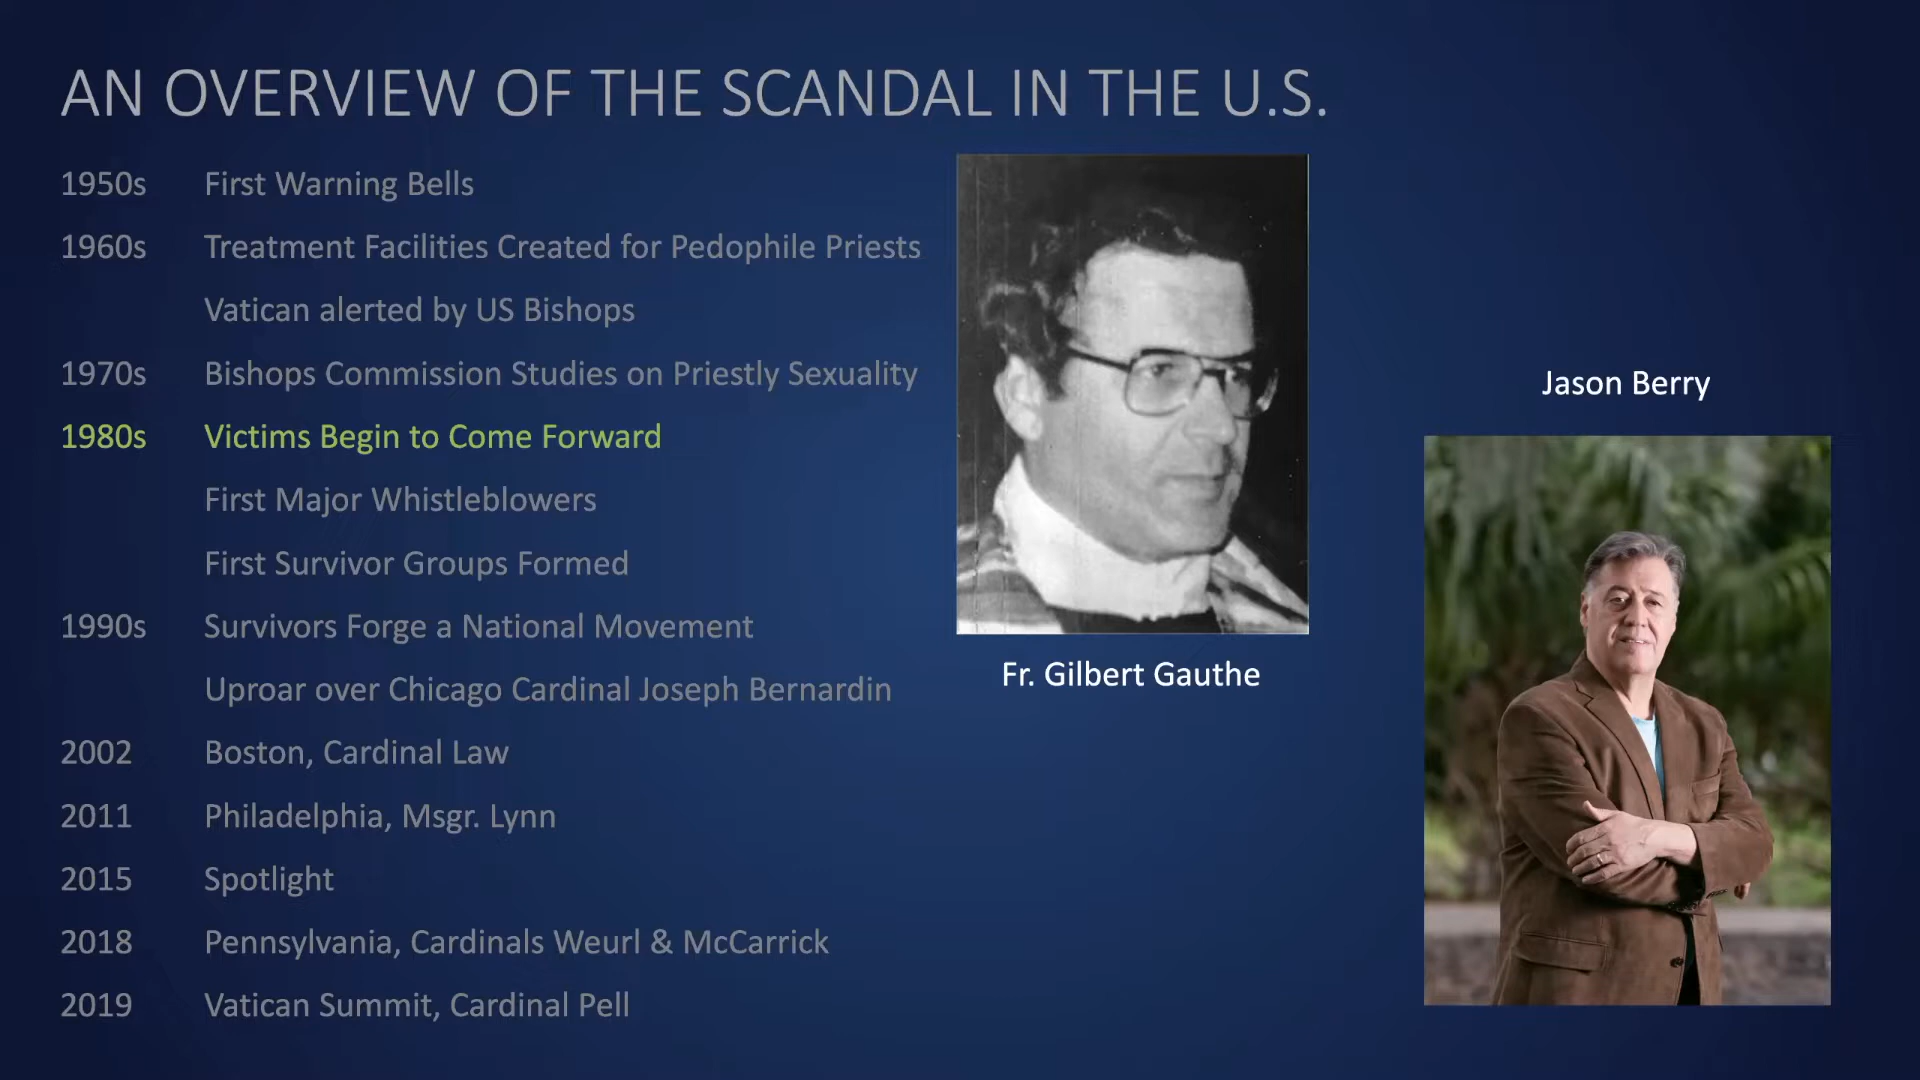 AN OVERVIEW OF THE SCANDAL IN THE U.S.
1950s First Warning Bells
1960s Treatment Facilities Created for Pedophile Priests
Vatican alerted by US Bishops
1970s Bishops Commission Studies on Priestly Sexuality
1980s Victims Begin to Come Forward
First Major Whistleblowers
First Survivor Groups Formed
1990s Survivors Forge a National Movement
Uproar over Chicago Cardinal Joseph Bernardin
2002 Boston, Cardinal Law
2011 Philadelphia, Msgr. Lynn
2015 Spotlight
2018 Pennsylvania, Cardinals Weurl & McCarrick
2019 Vatican Summit, Cardinal Pell
Fr. Gilbert Gauthe
Jason Berry